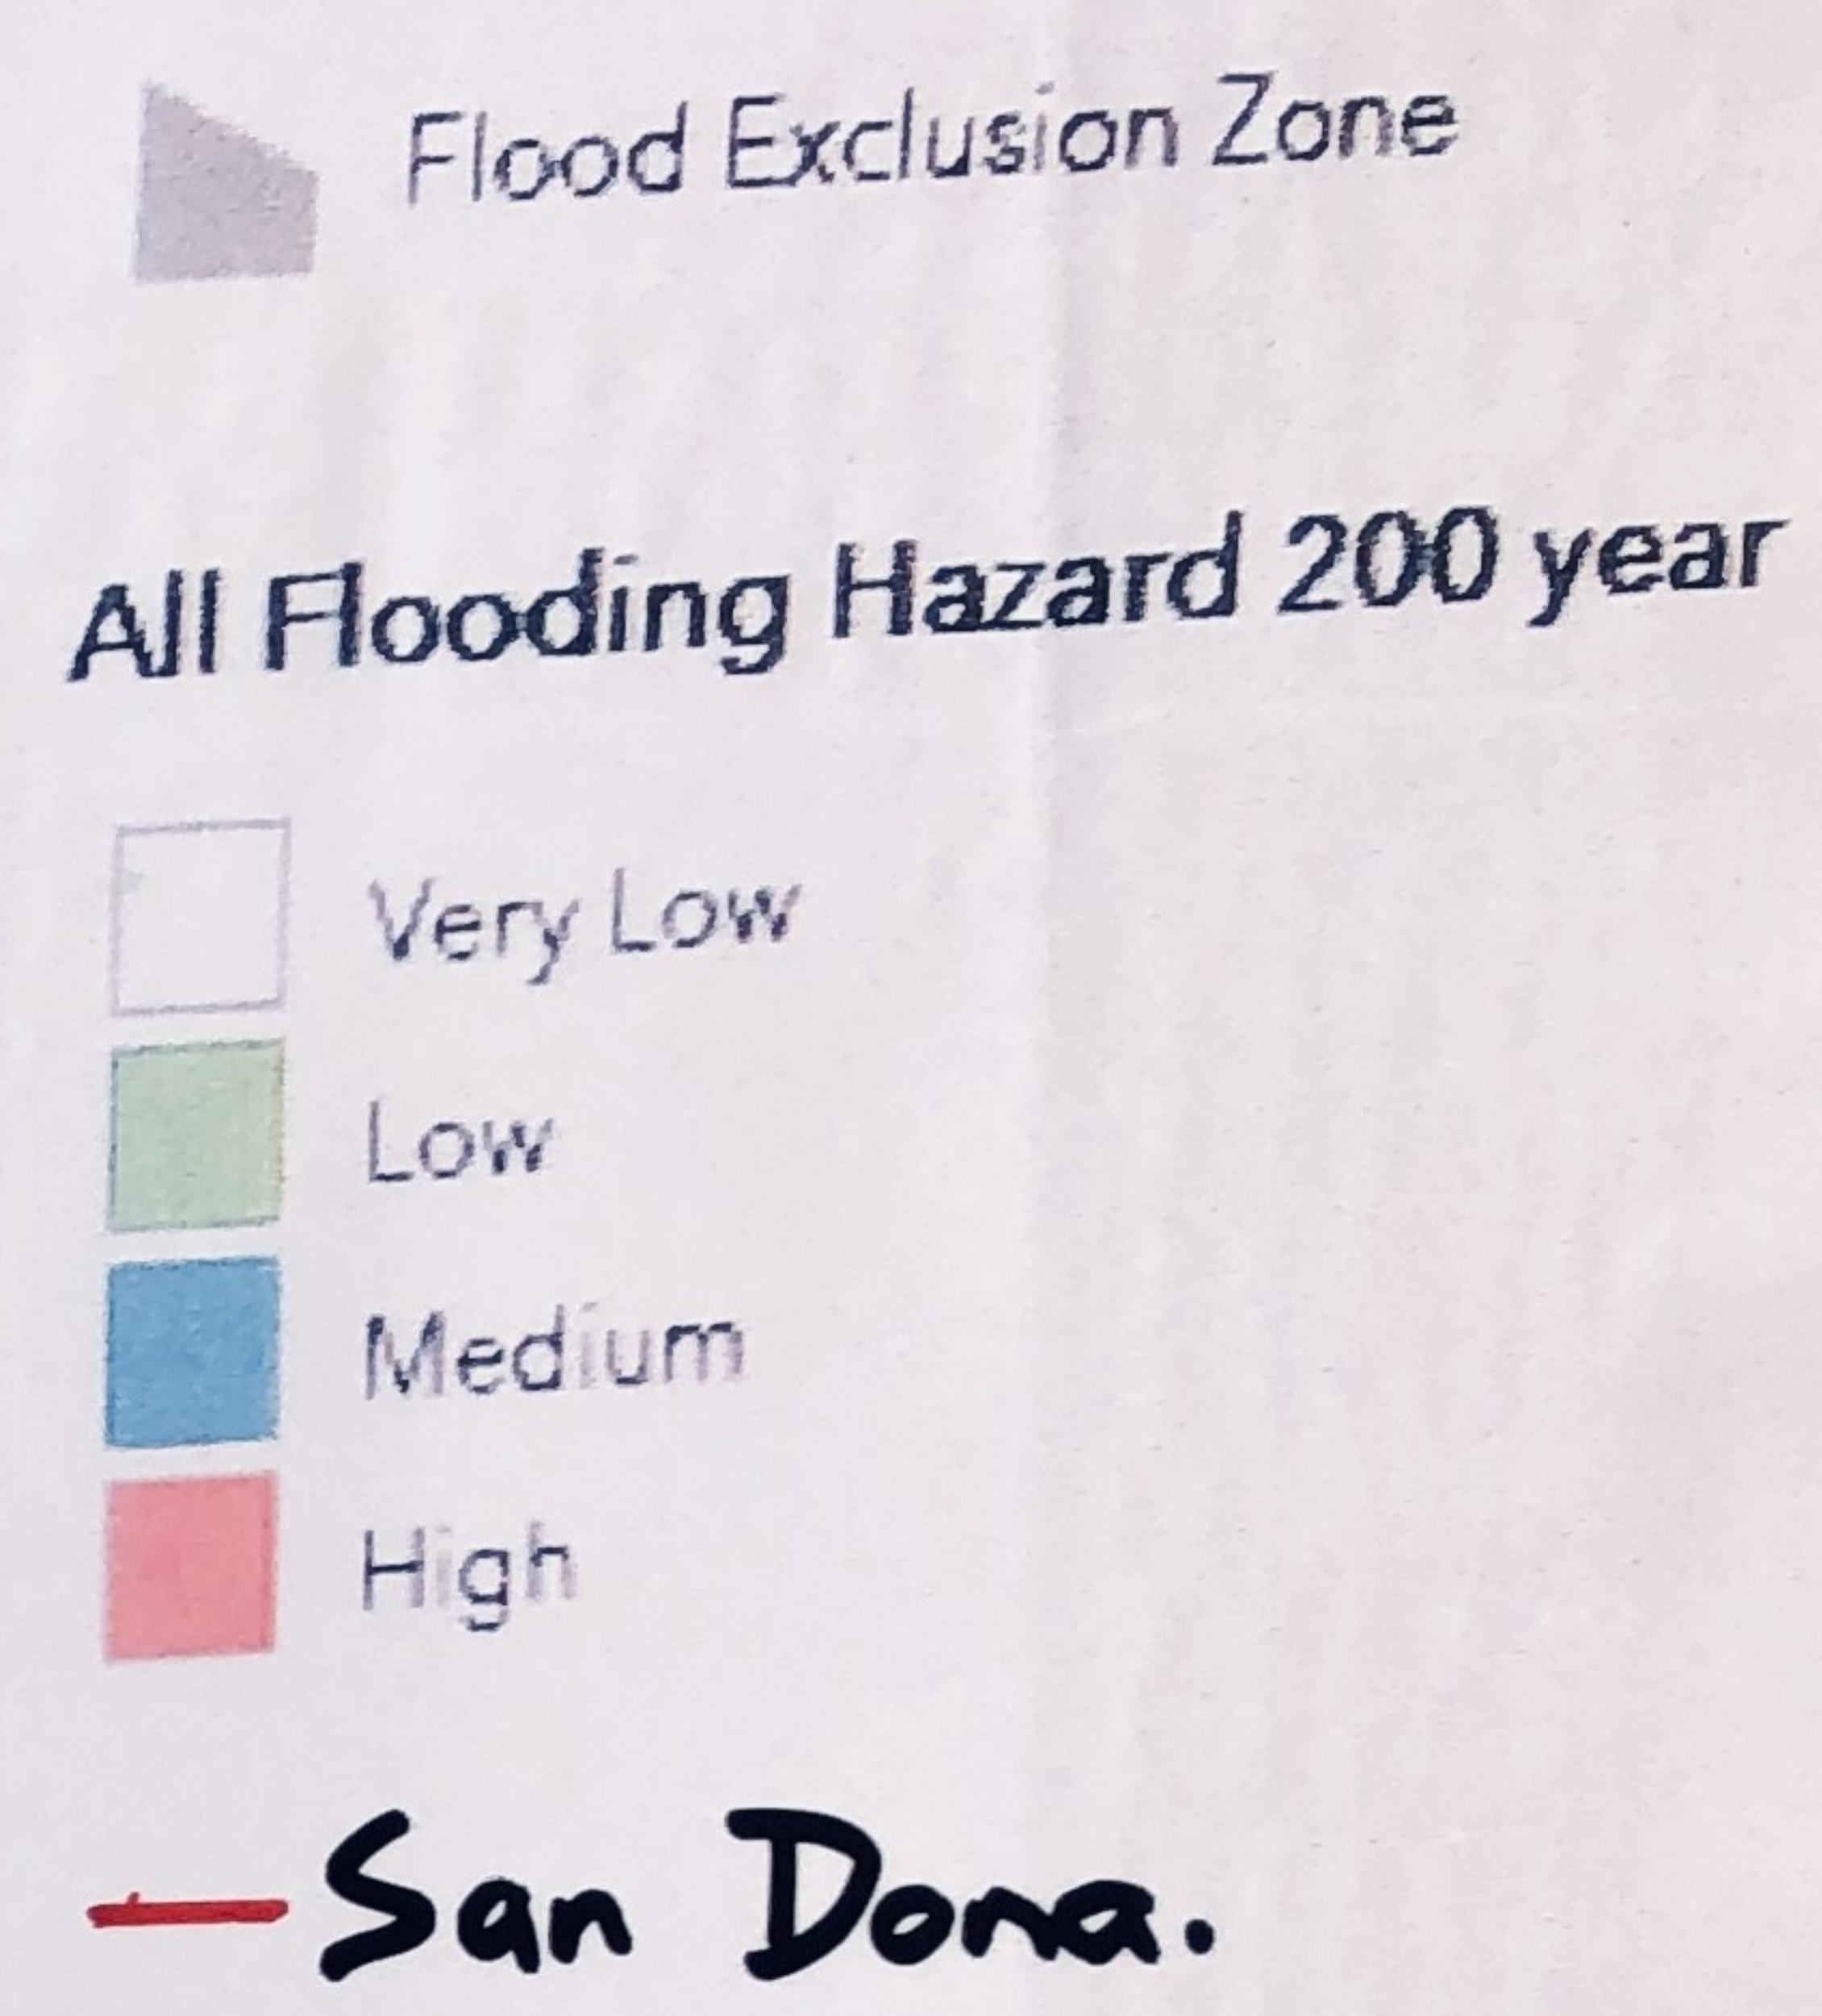 Flood Exclusion Zone
All Flooding Hazard 200 year
Very Low
Low
Medium
High
San Dona.